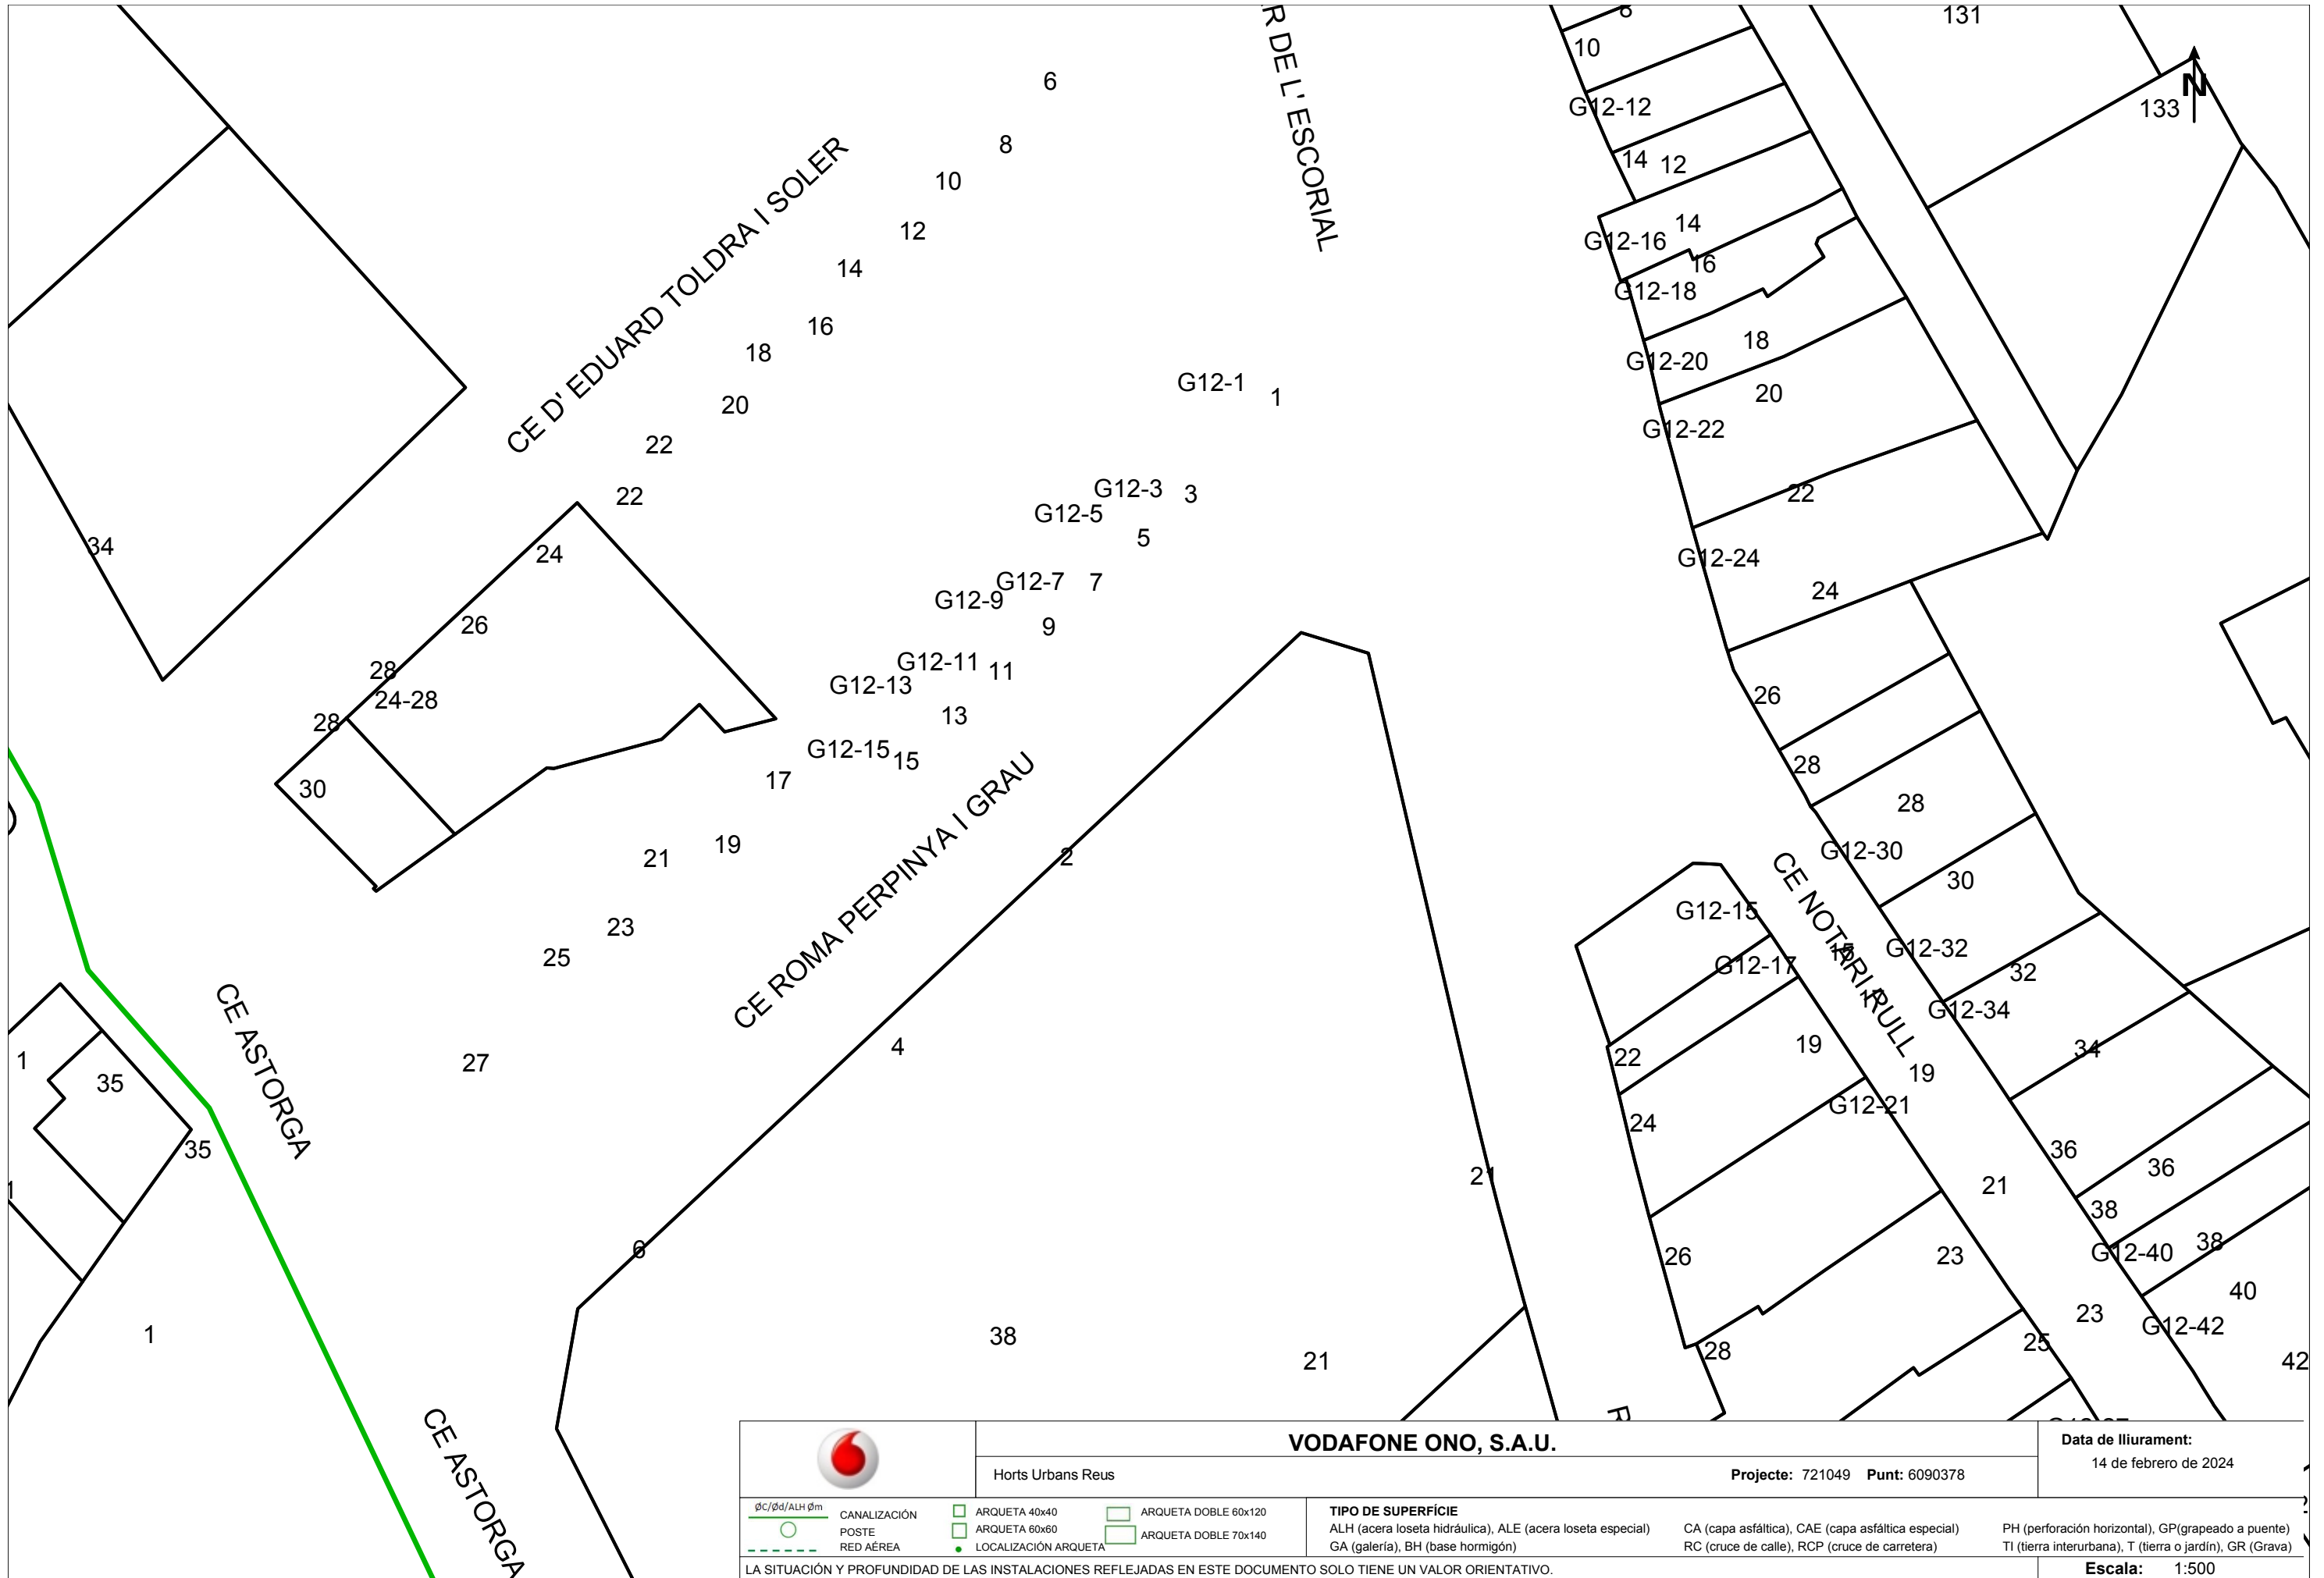 8
131
10
N
133
6
R DE L' ESCORIAL
G12-12
8
14
12
CE D' EDUARD TOLDRA I SOLER
10
12
14
G12-16
14
16
G12-18
16
18
G12-20
18
20
G12-1
1
20
22
G12-22
22
G12-3
3
22
G12-5
5
34
24
G12-24
G12-7
7
24
G12-9
9
26
28
24-28
G12-11
11
G12-13
13
26
28
G12-15
15
17
28
30
28
CE ROMA PERPINYA I GRAU
19
21
2
G12-30
30
CE NOTARI RULL
23
25
G12-15
G12-17
15
G12-32
32
17
G12-34
CE ASTORGA
27
4
1
35
22
19
19
34
24
G12-21
35
36
36
21
21
1
38
6
26
23
G12-40
38
40
23
G12-42
1
38
21
28
25
42
CE ASTORGA
R
VODAFONE ONO, S.A.U.
Data de lliurament:
14 de febrero de 2024
Horts Urbans Reus
Projecte: 721049 Punt: 6090378
ØC/Ød/ALH Øm
CANALIZACIÓN
POSTE
RED AÉREA
ARQUETA 40x40
ARQUETA 60x60
LOCALIZACIÓN ARQUETA
ARQUETA DOBLE 60x120
ARQUETA DOBLE 70x140
TIPO DE SUPERFÍCIE
ALH (acera loseta hidráulica), ALE (acera loseta especial)
GA (galería), BH (base hormigón)
CA (capa asfáltica), CAE (capa asfáltica especial)
RC (cruce de calle), RCP (cruce de carretera)
PH (perforación horizontal), GP(grapeado a puente)
TI (tierra interurbana), T (tierra o jardín), GR (Grava)
LA SITUACIÓN Y PROFUNDIDAD DE LAS INSTALACIONES REFLEJADAS EN ESTE DOCUMENTO SOLO TIENE UN VALOR ORIENTATIVO.
Escala: 1:500